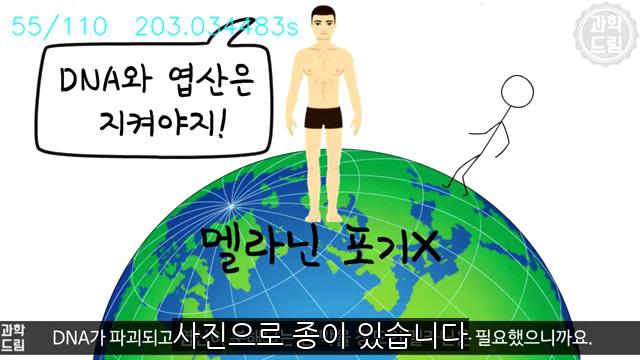 55/110 203.034483s
과학
드림
DNA와 엽산은
지켜야지!
멜라닌 포기X
과학
드림
DNA가 파괴되고
사진으로 종이 있습니다
필요했으니까요.